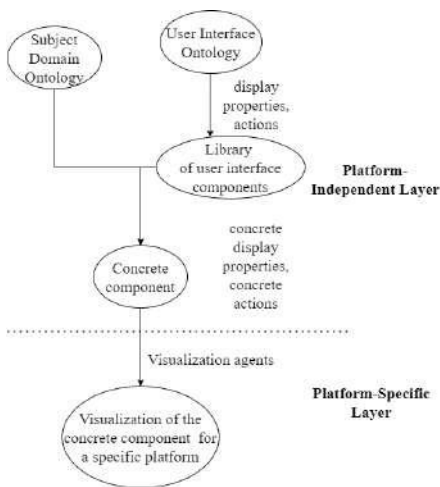 Subject
Domain
Ontology
User Interface
Ontology
display
properties,
actions
Library
of user interface
components
Platform-
Independent Layer
concrete
display
properties,
concrete
actions
Concrete
component
Visualization agents
Platform-Specific
Layer
Visualization of the
concrete component for
a specific platform